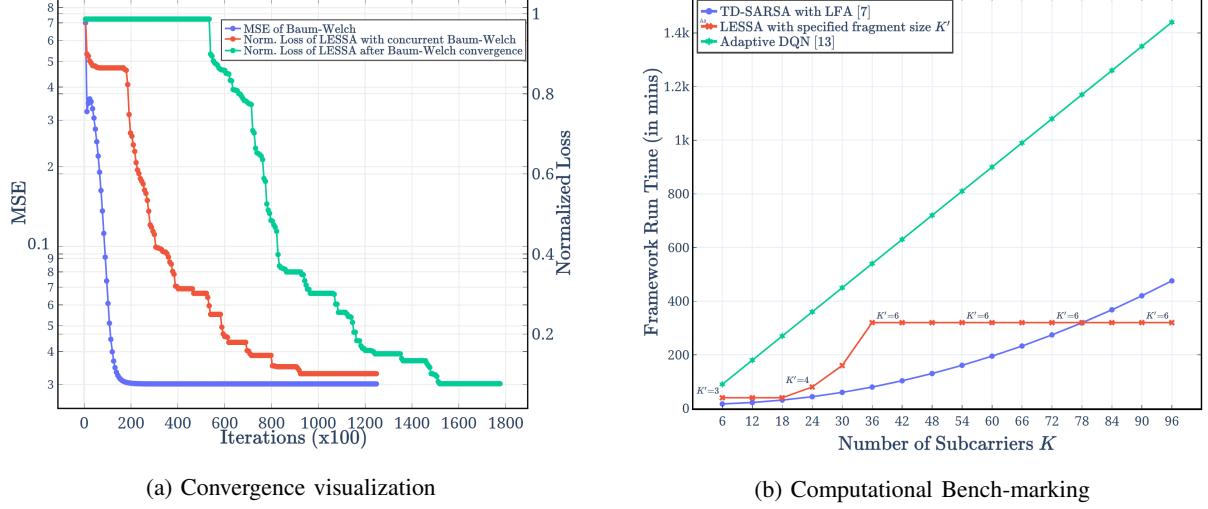 MSE of Baum-Welch
Norm. Loss of LESSA with concurrent Baum-Welch
Norm. Loss of LESSA after Baum-Welch convergence
8
7
6
5
4
3
2
0.1
9
8
7
6
5
4
3
MSE
1
0.8
0.6
0.4
0.2
Normalized Loss
0 200 400 600 800 1000 1200 1400 1600 1800
Iterations (x100)
(a) Convergence visualization
TD-SARSA with LFA [7]
LESSA with specified fragment size K'
Adaptive DQN [13]
1.4k
1.2k
1k
800
600
400
200
0
Framework Run Time (in mins)
K'=3
K'=4
K'=6
K'=6
K'=6
K'=6
6 12 18 24 30 36 42 48 54 60 66 72 78 84 90 96
Number of Subcarriers K
(b) Computational Bench-marking